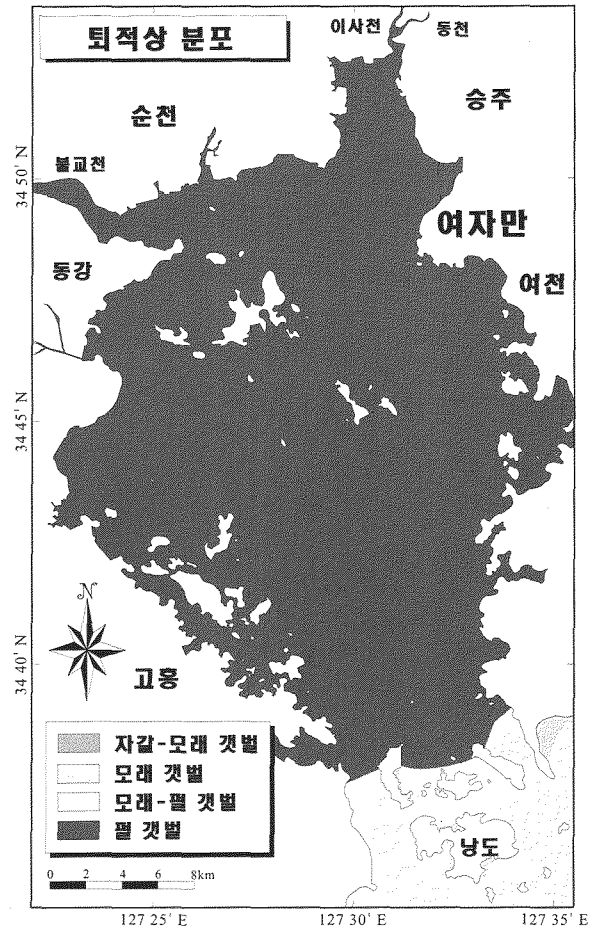 퇴적상 분포
이사천
동천
순천
승주
불교천
34 50' N
여자만
동강
여천
34 45' N
N
34 40' N
고흥
자갈-모래 갯벌
모래 갯벌
모래-펄 갯벌
펄 갯벌
낭도
0 2 4 6 8km
127 25' E
127 30' E
127 35' E